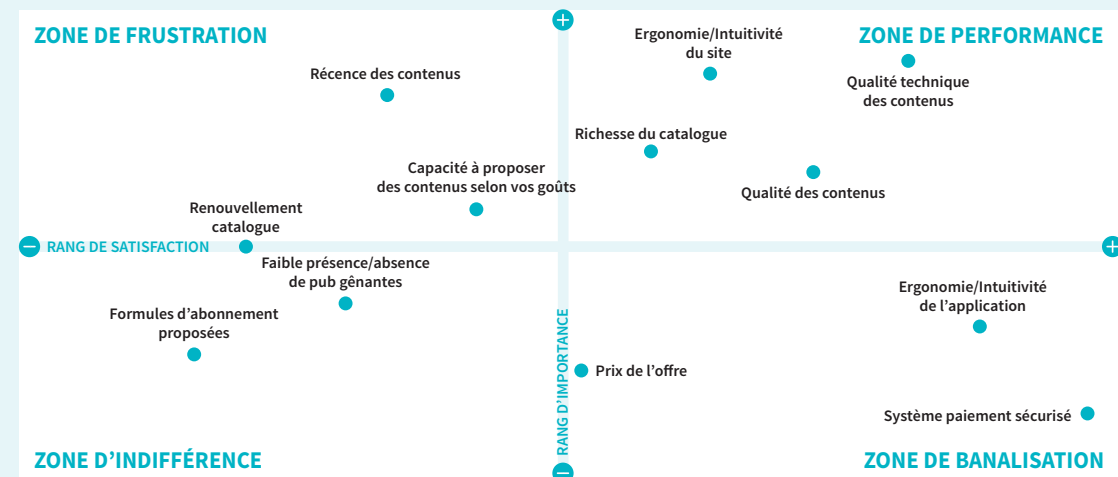 ZONE DE FRUSTRATION
Ergonomie/Intuitivité
du site
ZONE DE PERFORMANCE
Récence des contenus
Qualité technique
des contenus
Richesse du catalogue
Capacité à proposer
des contenus selon vos goûts
Qualité des contenus
Renouvellement
catalogue
RANG DE SATISFACTION
Faible présence/absence
de pub gênantes
Ergonomie/Intuitivité
de l’application
Formules d’abonnement
proposées
RANG D’IMPORTANCE
Prix de l’offre
Système paiement sécurisé
ZONE D’INDIFFÉRENCE
ZONE DE BANALISATION